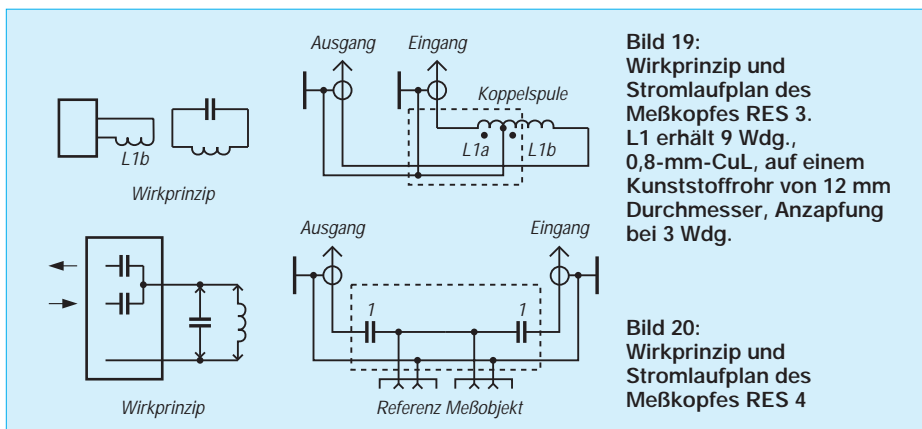 Ausgang Eingang
Koppelspule
L1b
L1a L1b
Wirkprinzip
Bild 19:
Wirkprinzip und
Stromlaufplan des
Meßkopfes RES 3.
L1 erhält 9 Wdg.,
0,8-mm-CuL, auf einem
Kunststoffrohr von 12 mm
Durchmesser, Anzapfung
bei 3 Wdg.
Ausgang Eingang
1 1
Wirkprinzip
Referenz Meßobjekt
Bild 20:
Wirkprinzip und
Stromlaufplan des
Meßkopfes RES 4